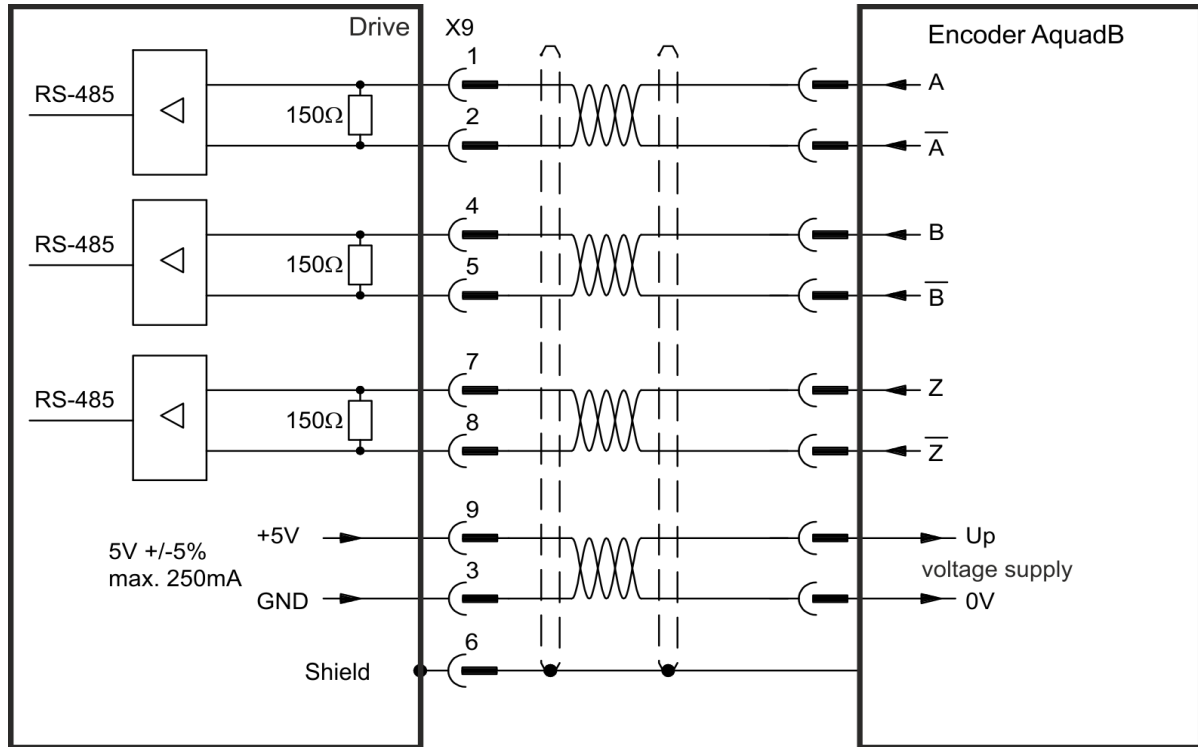 Drive X9 Encoder AquadB
1
RS-485 A
150Ω
2
A̅
4
RS-485 B
150Ω
5
B̅
7
RS-485 Z
150Ω
8
Z̅
9
+5V Up
5V +/-5% voltage supply
max. 250mA 3
GND 0V
6
Shield